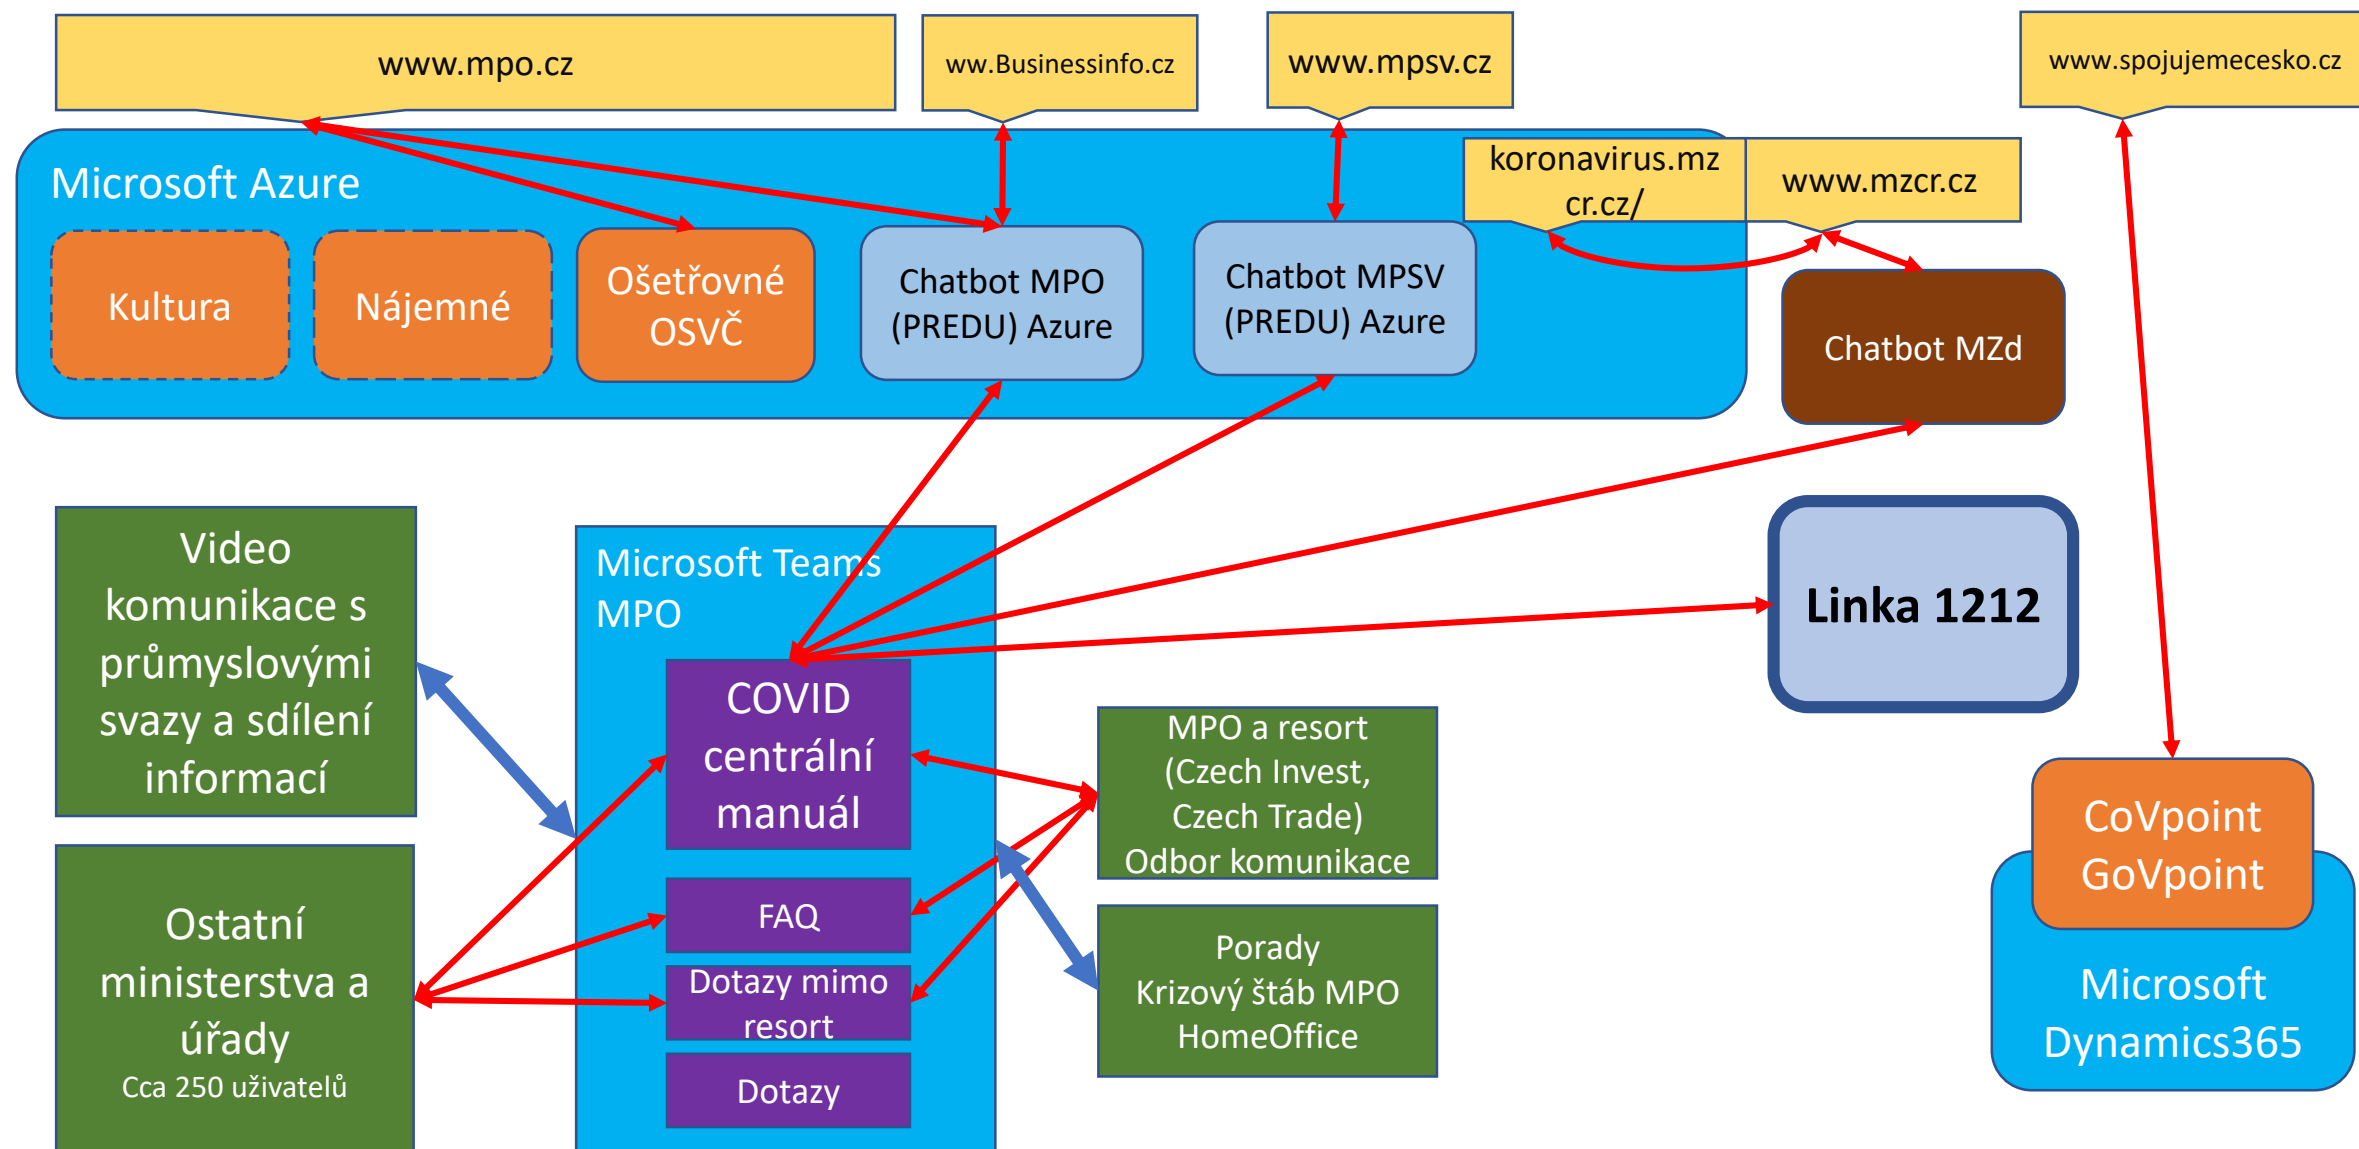 www.mpo.cz
ww.Businessinfo.cz
www.mpsv.cz
www.spojujemecesko.cz
koronavirus.mz
cr.cz/
www.mzcr.cz
Microsoft Azure
Kultura
Nájemné
Ošetřovné
OSVČ
Chatbot MPO
(PREDU) Azure
Chatbot MPSV
(PREDU) Azure
Chatbot MZd
Video
komunikace s
průmyslovými
svazy a sdílení
informací
Microsoft Teams
MPO
Linka 1212
COVID
centrální
manuál
MPO a resort
(Czech Invest,
Czech Trade)
Odbor komunikace
CoVpoint
GoVpoint
Ostatní
ministerstva a
úřady
Cca 250 uživatelů
FAQ
Dotazy mimo
resort
Dotazy
Porady
Krizový štáb MPO
HomeOffice
Microsoft
Dynamics365